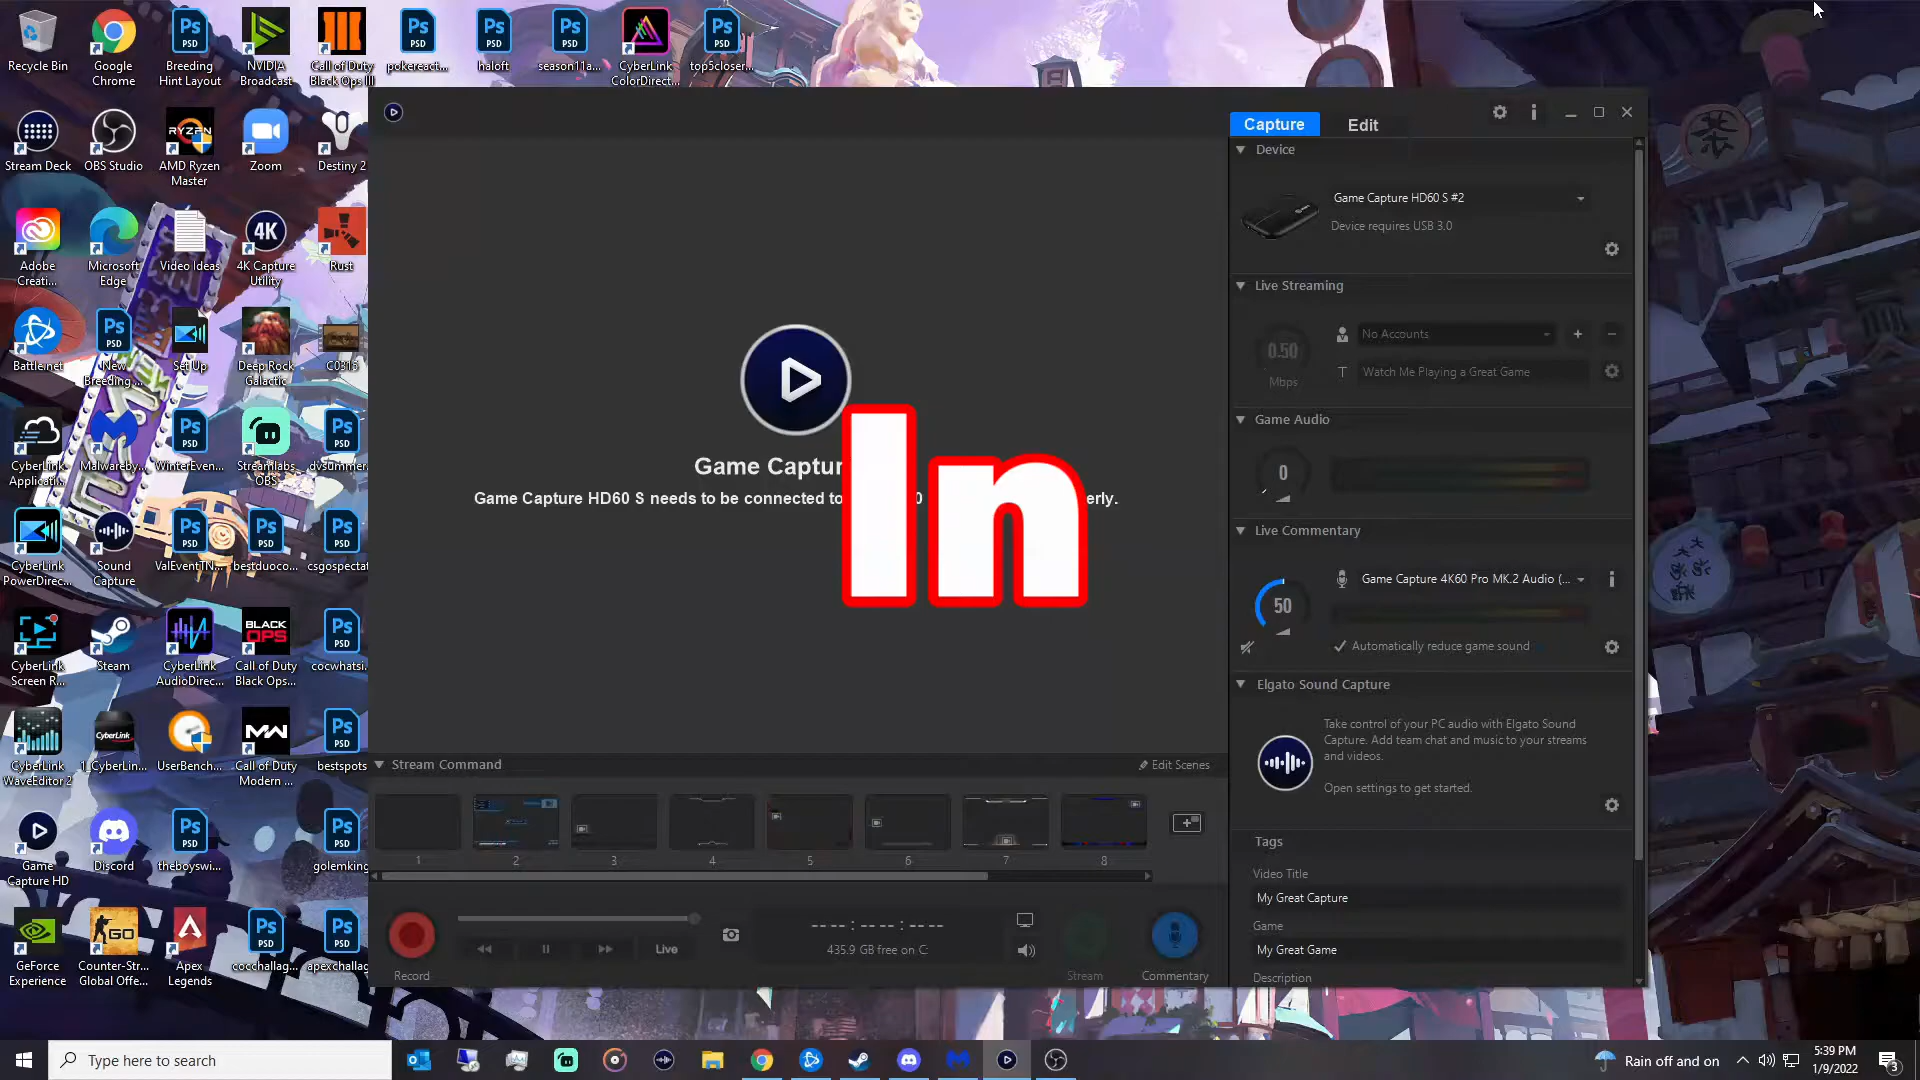 Recycle Bin
Google
Chrome
Breeding
Hint Layout
NVIDIA
Broadcast
Call of Duty
Black Ops III
pokereact...
haloft
season11a...
CyberLink
ColorDirect...
top5closer...
Stream Deck
OBS Studio
AMD Ryzen
Master
Zoom
Destiny 2
Adobe
Creati...
Microsoft
Edge
Video Ideas
4K Capture
Utility
Rust
Battle.net
New
Breeding...
Set Up
Deep Rock
Galactic
CyberLink
Applicati...
Malwareby...
WinterEven...
Streamlabs
OBS
dvsummer...
CyberLink
PowerDirec...
Sound
Capture
ValEventTN...
bestduoco...
csgospectat
CyberLink
Screen R...
Steam
CyberLink
AudioDirec...
Call of Duty
Black Ops...
cocwhatsi...
CyberLink
WaveEditor 2
1_CyberLin...
UserBench...
Call of Duty
Modern ...
bestspots
Game
Capture HD
Discord
theboyswi...
golemking
GeForce
Experience
Counter-Str...
Global Offe...
Apex
Legends
cocchallag...
apexchallag
Capture
Edit
Device
Game Capture HD60 S #2
Device requires USB 3.0
Live Streaming
0.50
Mbps
No Accounts
Watch Me Playing a Great Game
Game Audio
0
Live Commentary
Game Capture 4K60 Pro MK.2 Audio (...
50
Automatically reduce game sound
Elgato Sound Capture
Take control of your PC audio with Elgato Sound
Capture. Add team chat and music to your streams
and videos.
Open settings to get started.
Tags
Video Title
My Great Capture
Game
My Great Game
Description
Game Captur
Game Capture HD60 S needs to be connected to 0 erly.
In
Stream Command
Edit Scenes
1 2 3 4 5 6 7 8
Record
Live
-- -- : -- -- : -- --
435.9 GB free on C:
Stream
Commentary
Type here to search
Rain off and on
5:39 PM
1/9/2022
3